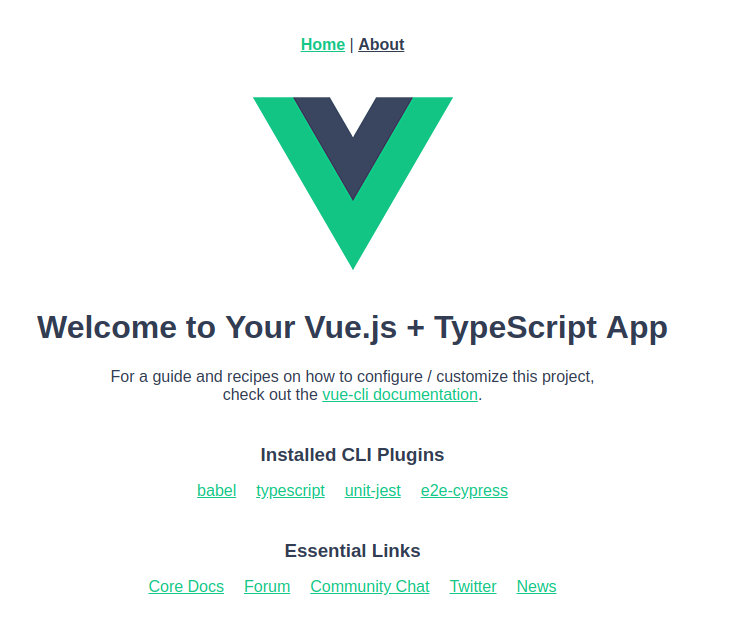 Home | About
Welcome to Your Vue.js + TypeScript App
For a guide and recipes on how to configure / customize this project,
check out the vue-cli documentation.
Installed CLI Plugins
babel typescript unit-jest e2e-cypress
Essential Links
Core Docs Forum Community Chat Twitter News